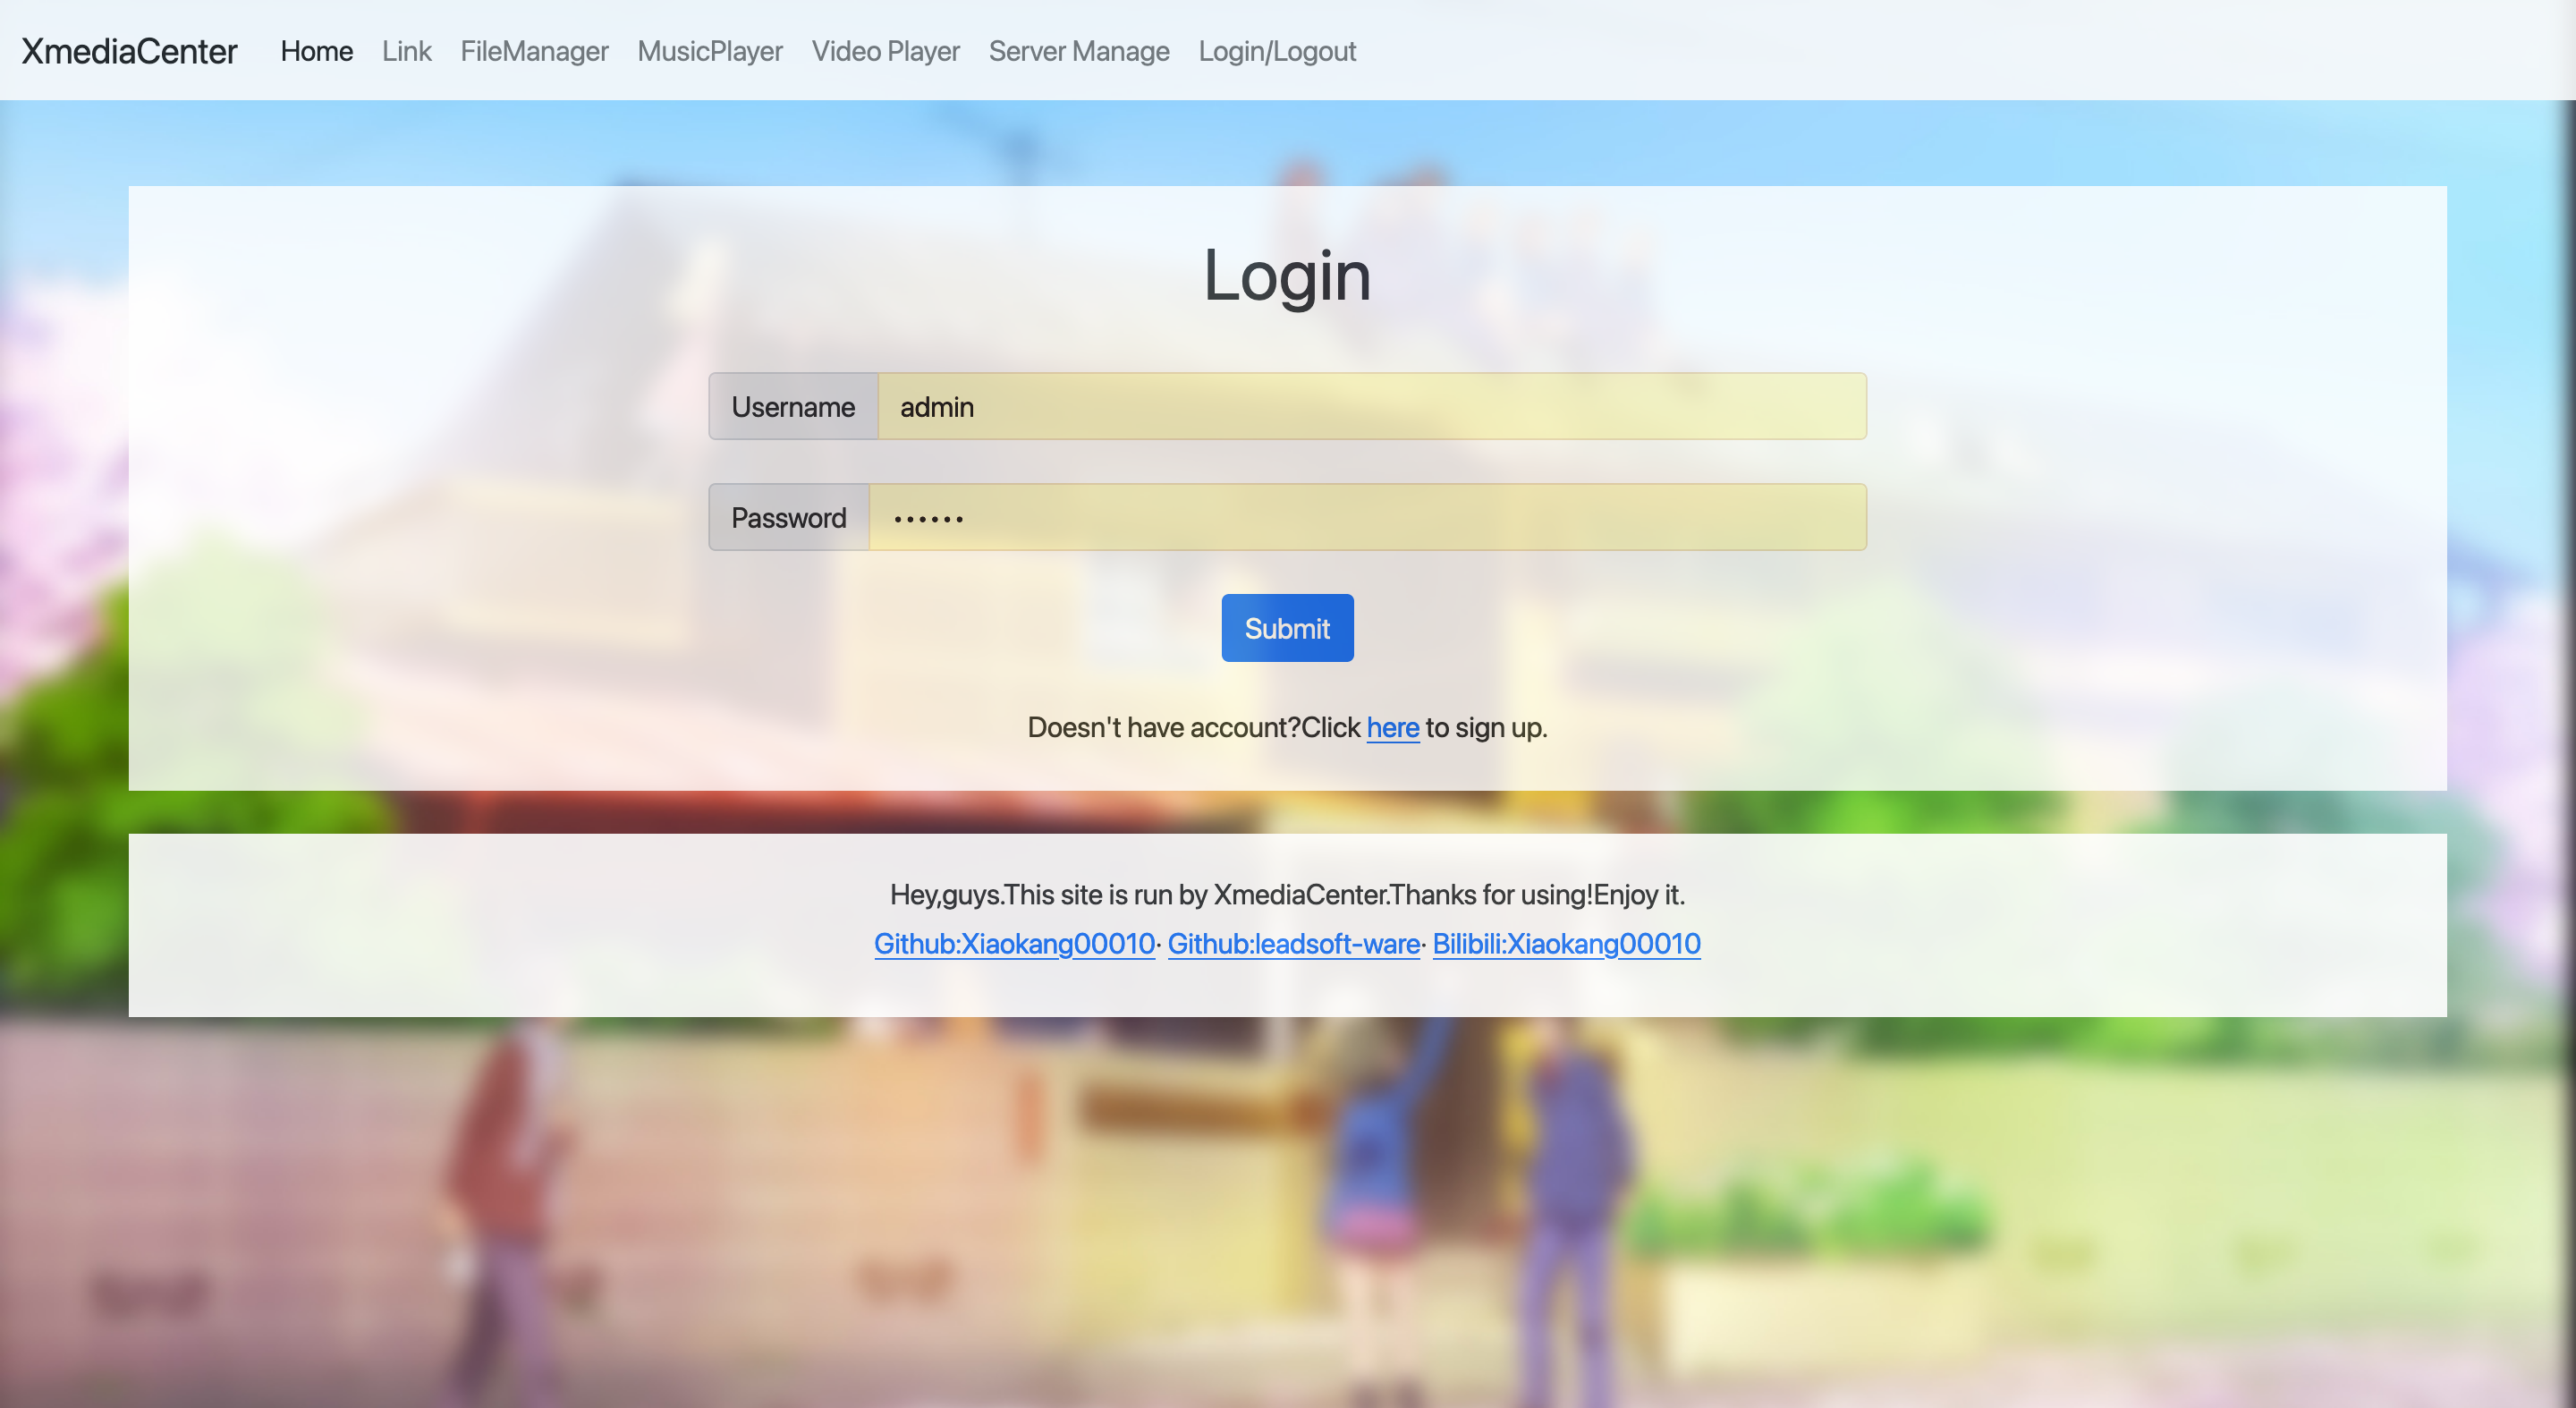 XmediaCenter Home Link FileManager MusicPlayer Video Player Server Manage Login/Logout
Login
Username admin
Password ••••••
Submit
Doesn't have account?Click here to sign up.
Hey,guys.This site is run by XmediaCenter.Thanks for using!Enjoy it.
Github:Xiaokang00010· Github:leadsoft-ware· Bilibili:Xiaokang00010